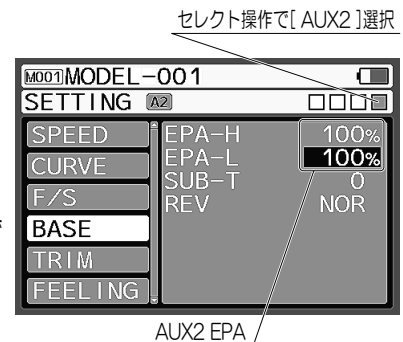 セレクト操作で[ AUX2 ]選択
M001 MODEL-001
SETTING A2
SPEED
CURVE
F/S
BASE
TRIM
FEELING
EPA-H 100%
EPA-L 100%
SUB-T 0
REV NOR
AUX2 EPA